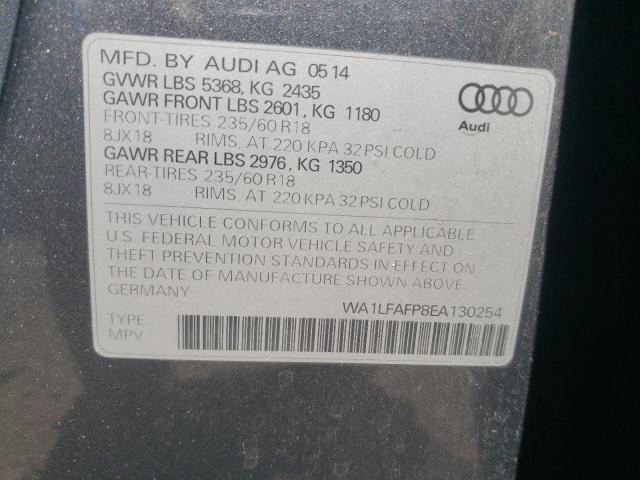 MFD. BY AUDI AG 05 14
GVWR LBS 5368, KG 2435
GAWR FRONT LBS 2601, KG 1180
FRONT-TIRES 235/60 R18
8JX18 RIMS, AT 220 KPA 32 PSI COLD
GAWR REAR LBS 2976, KG 1350
REAR-TIRES 235/60 R18
8JX18 RIMS, AT 220 KPA 32 PSI COLD
Audi
THIS VEHICLE CONFORMS TO ALL APPLICABLE
U.S. FEDERAL MOTOR VEHICLE SAFETY AND
THEFT PREVENTION STANDARDS IN EFFECT ON
THE DATE OF MANUFACTURE SHOWN ABOVE.
GERMANY
WA1LFAFP8EA130254
TYPE
MPV